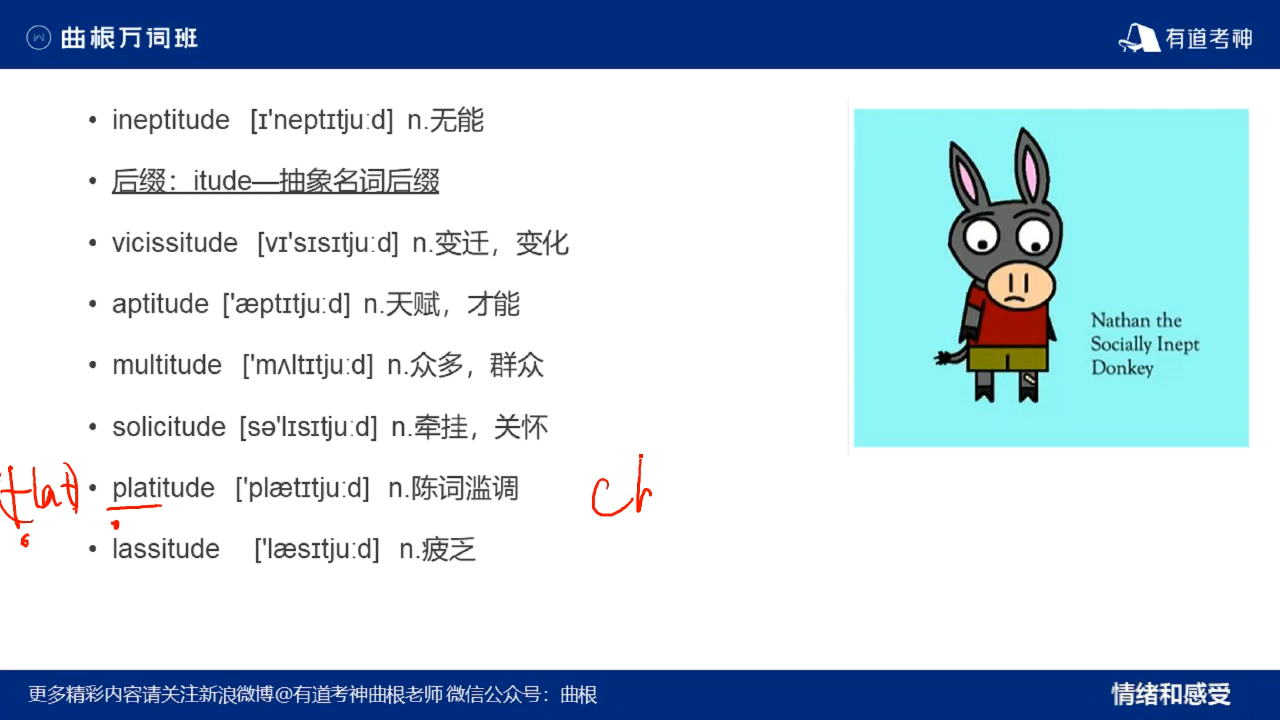 曲根万词班
有道考神
• ineptitude [ɪ'neptɪtjuːd] n.无能
• 后缀：itude—抽象名词后缀
• vicissitude [vɪ'sɪsɪtjuːd] n.变迁，变化
• aptitude ['æptɪtjuːd] n.天赋，才能
• multitude ['mʌltɪtjuːd] n.众多，群众
• solicitude [sə'lɪsɪtjuːd] n.牵挂，关怀
flat
• platitude ['plætɪtjuːd] n.陈词滥调
• lassitude ['læsɪtjuːd] n.疲乏
Nathan the
Socially Inept
Donkey
更多精彩内容请关注新浪微博@有道考神曲根老师 微信公众号：曲根
情绪和感受